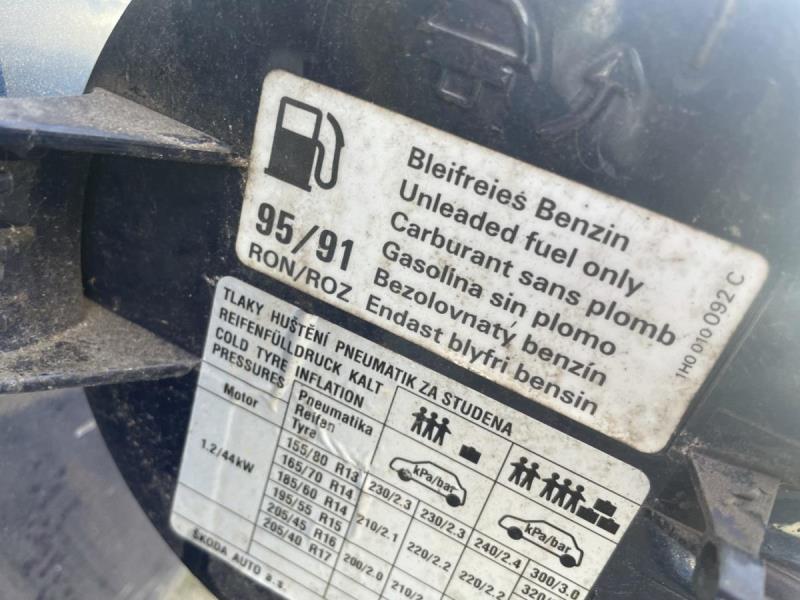 95/91
RON/ROZ
Bleifreies Benzin
Unleaded fuel only
Carburant sans plomb
Gasolina sin plomo
Bezolovnatý benzín
Endast blyfri bensin
1H0 010 092 C
TLAKY HUŠTĚNÍ PNEUMATIK ZA STUDENA
REIFENFÜLLDRUCK KALT
COLD TYRE INFLATION
PRESSURES
Motor
Pneumatika
Reifen
Tyre
kPa/bar
kPa/bar
1.2/44kW
155/80 R13 230/2.3 230/2.3 240/2.4 300/3.0
165/70 R14
185/60 R14 210/2.1 220/2.2 220/2.2
195/55 R15
205/45 R16 200/2.0
205/40 R17
ŠKODA AUTO a.s.